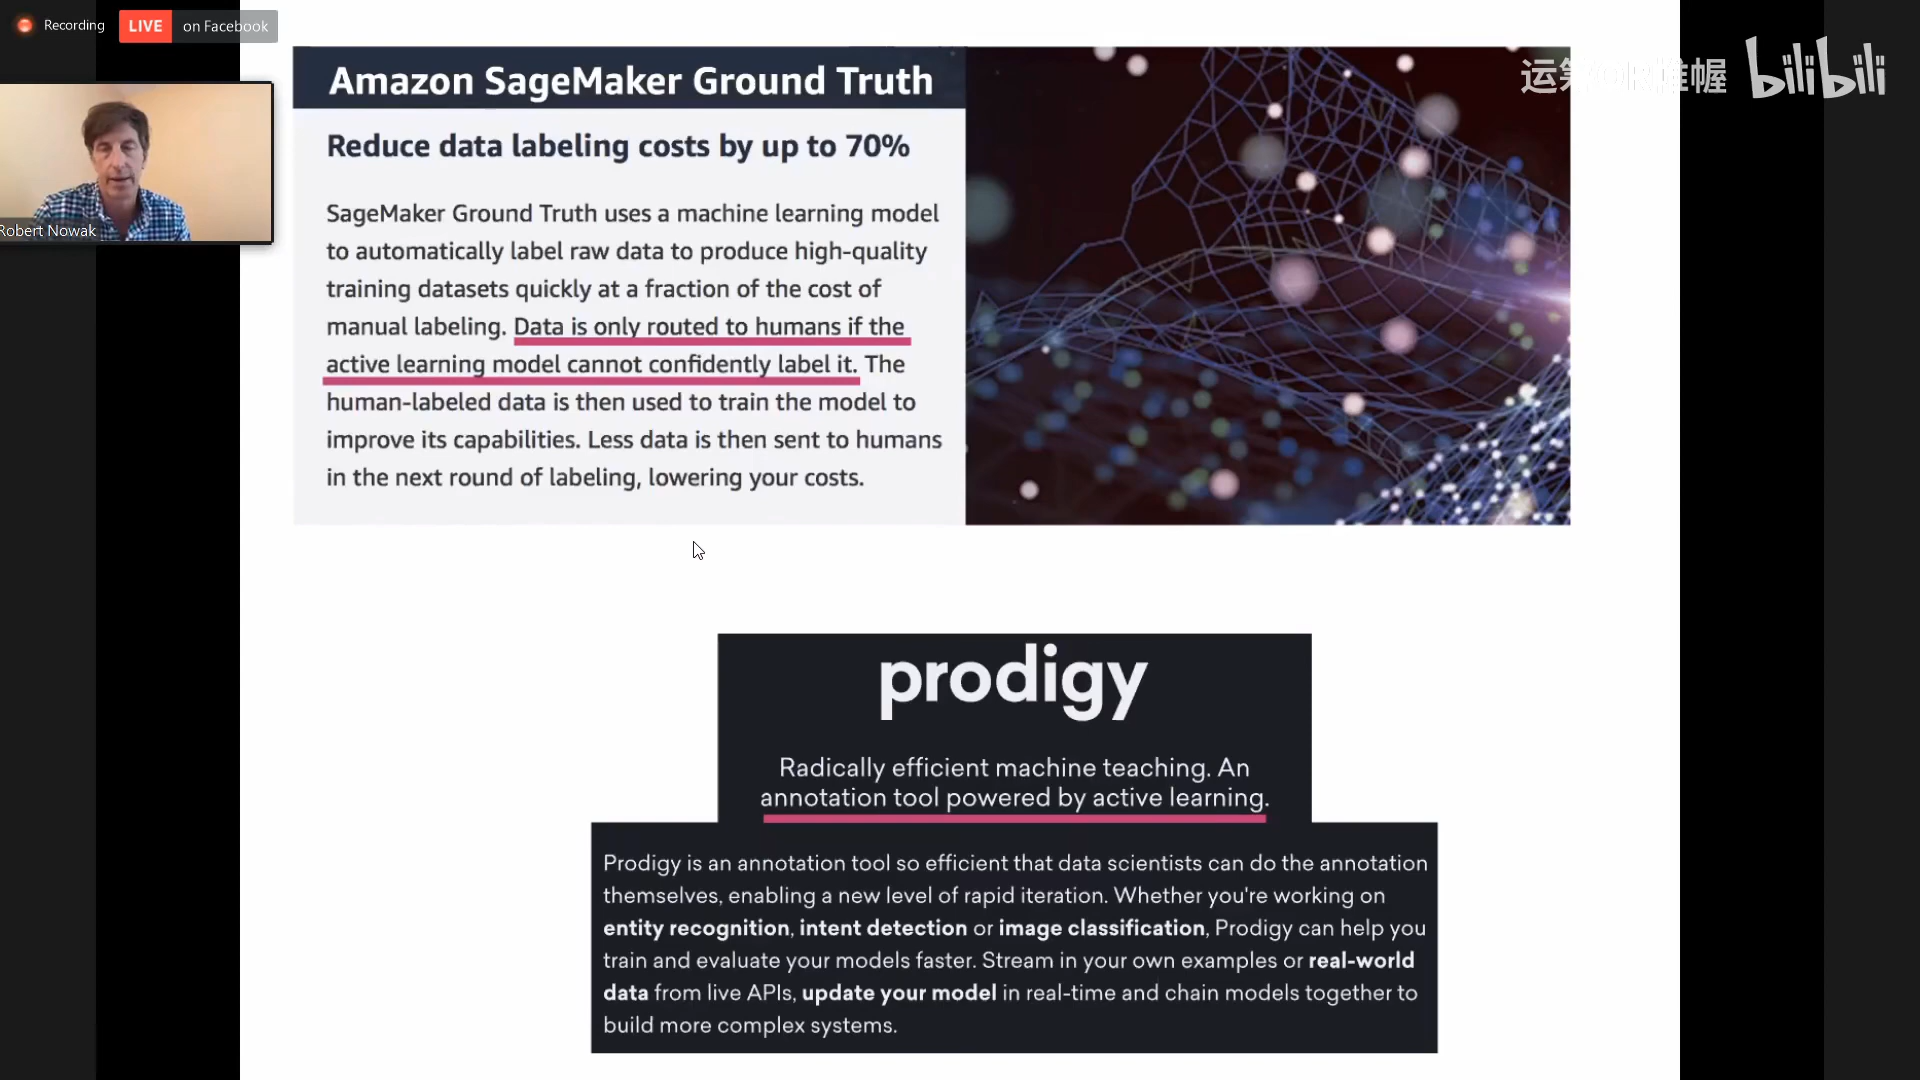 Recording
LIVE on Facebook
Robert Nowak
bilibili
Amazon SageMaker Ground Truth
Reduce data labeling costs by up to 70%
SageMaker Ground Truth uses a machine learning model
to automatically label raw data to produce high-quality
training datasets quickly at a fraction of the cost of
manual labeling. Data is only routed to humans if the
active learning model cannot confidently label it. The
human-labeled data is then used to train the model to
improve its capabilities. Less data is then sent to humans
in the next round of labeling, lowering your costs.
prodigy
Radically efficient machine teaching. An
annotation tool powered by active learning.
Prodigy is an annotation tool so efficient that data scientists can do the annotation
themselves, enabling a new level of rapid iteration. Whether you're working on
entity recognition, intent detection or image classification, Prodigy can help you
train and evaluate your models faster. Stream in your own examples or real-world
data from live APIs, update your model in real-time and chain models together to
build more complex systems.